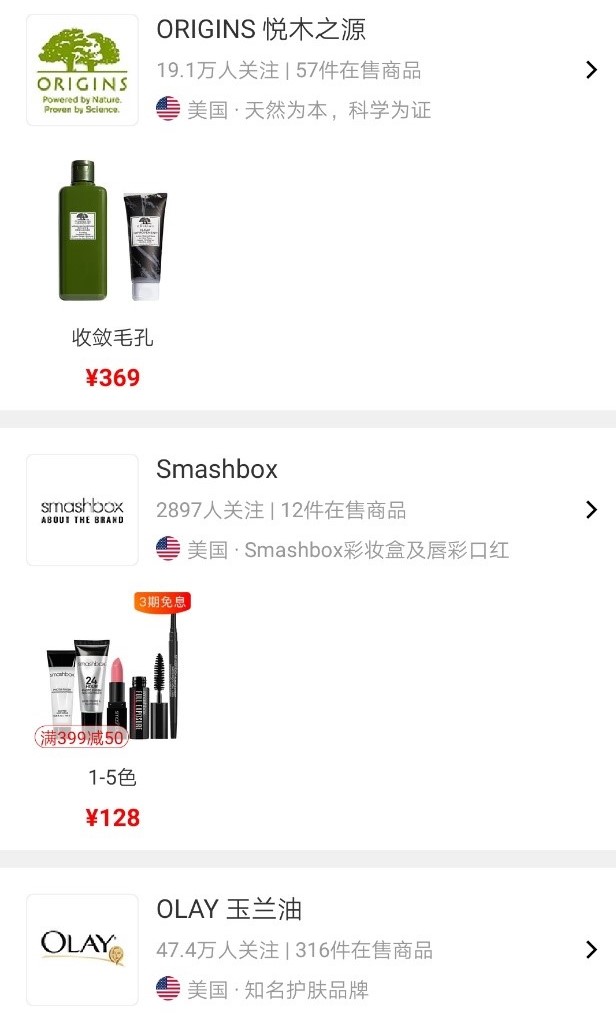 ORIGINS 悦木之源
ORIGINS
Powered by Nature.
Proven by Science.
19.1万人关注 | 57件在售商品
美国 · 天然为本，科学为证
收敛毛孔
¥369
Smashbox
smashbox
ABOUT THE BRAND
2897人关注 | 12件在售商品
美国 · Smashbox彩妆盒及唇彩口红
3期免息
smashbox
24
HOUR
满399减50
1-5色
¥128
OLAY 玉兰油
OLAY
47.4万人关注 | 316件在售商品
美国 · 知名护肤品牌